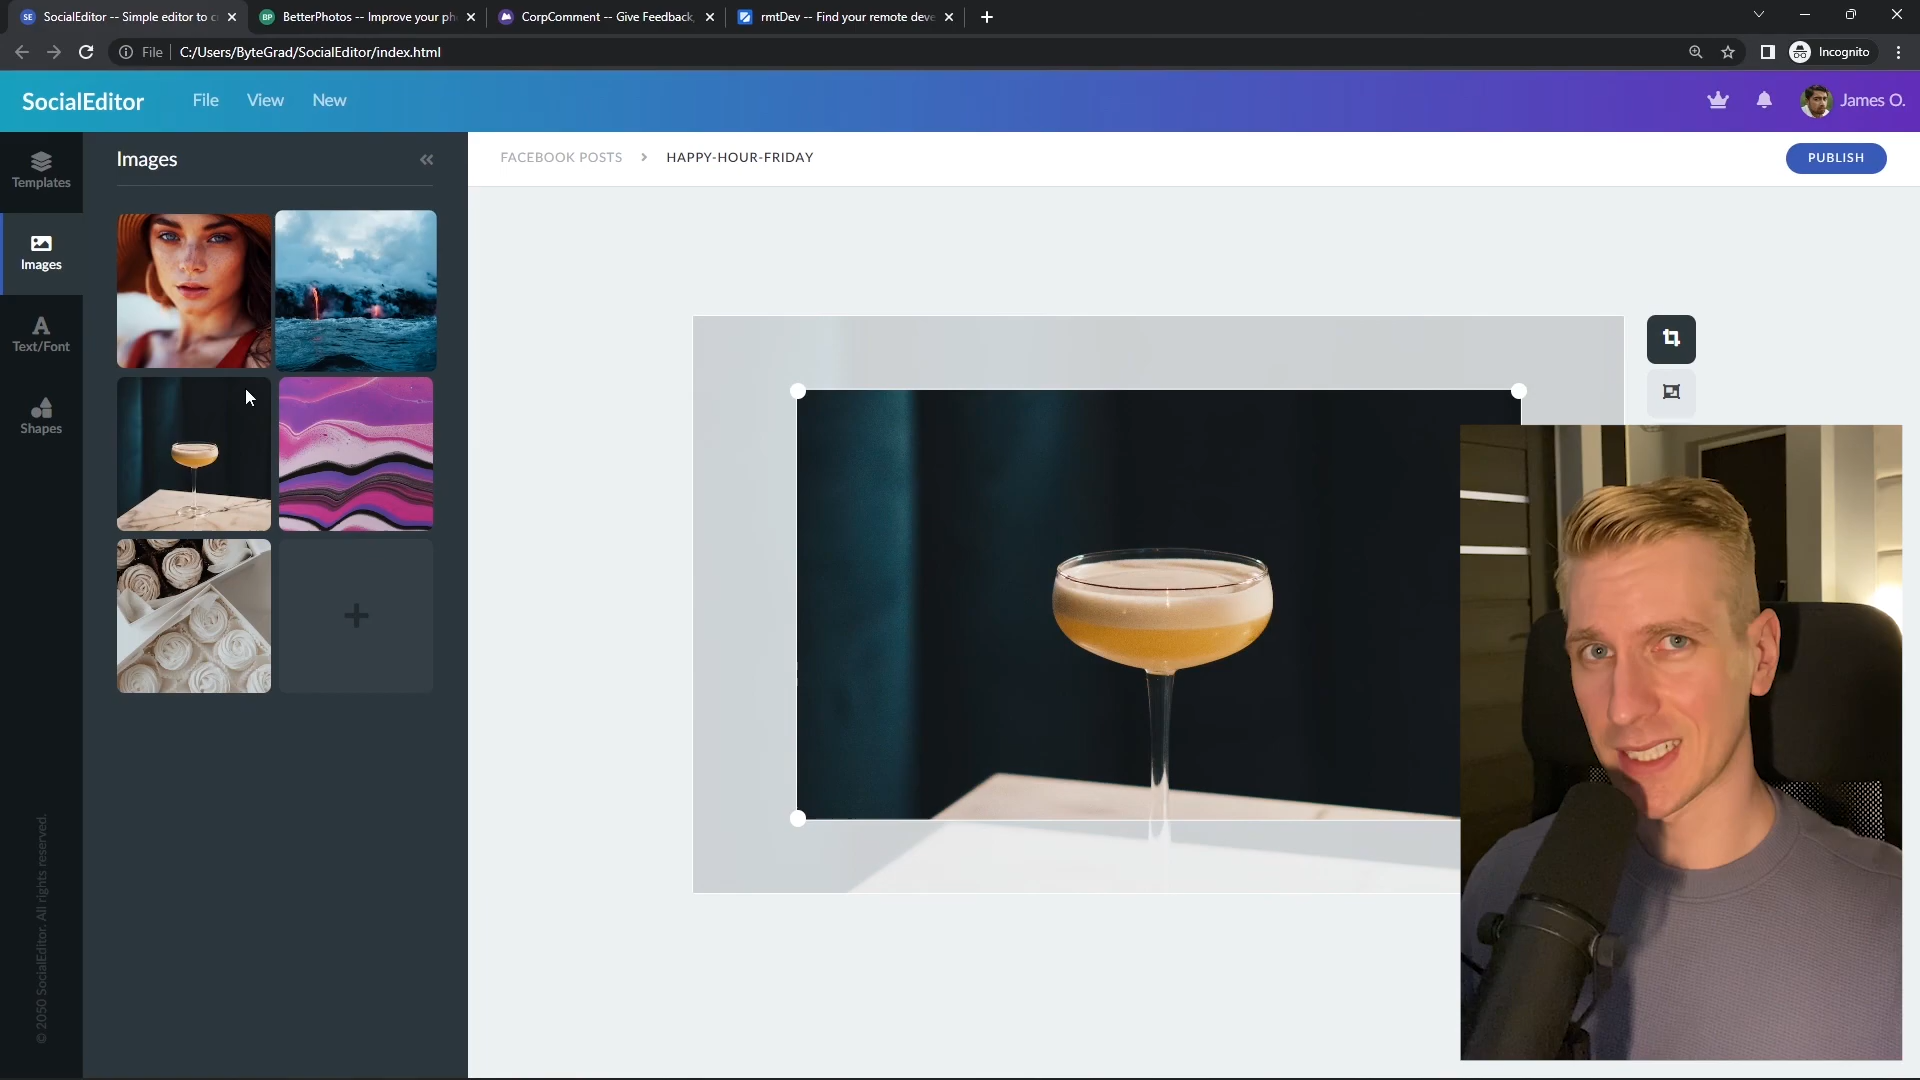 SE SocialEditor -- Simple editor to c
BP BetterPhotos -- Improve your ph
CorpComment -- Give Feedback,
rmtDev -- Find your remote deve
File C:/Users/ByteGrad/SocialEditor/index.html
Incognito
SocialEditor File View New
James O.
Templates
Images
Text/Font
Shapes
© 2050 SocialEditor. All rights reserved.
Images
FACEBOOK POSTS > HAPPY-HOUR-FRIDAY
PUBLISH